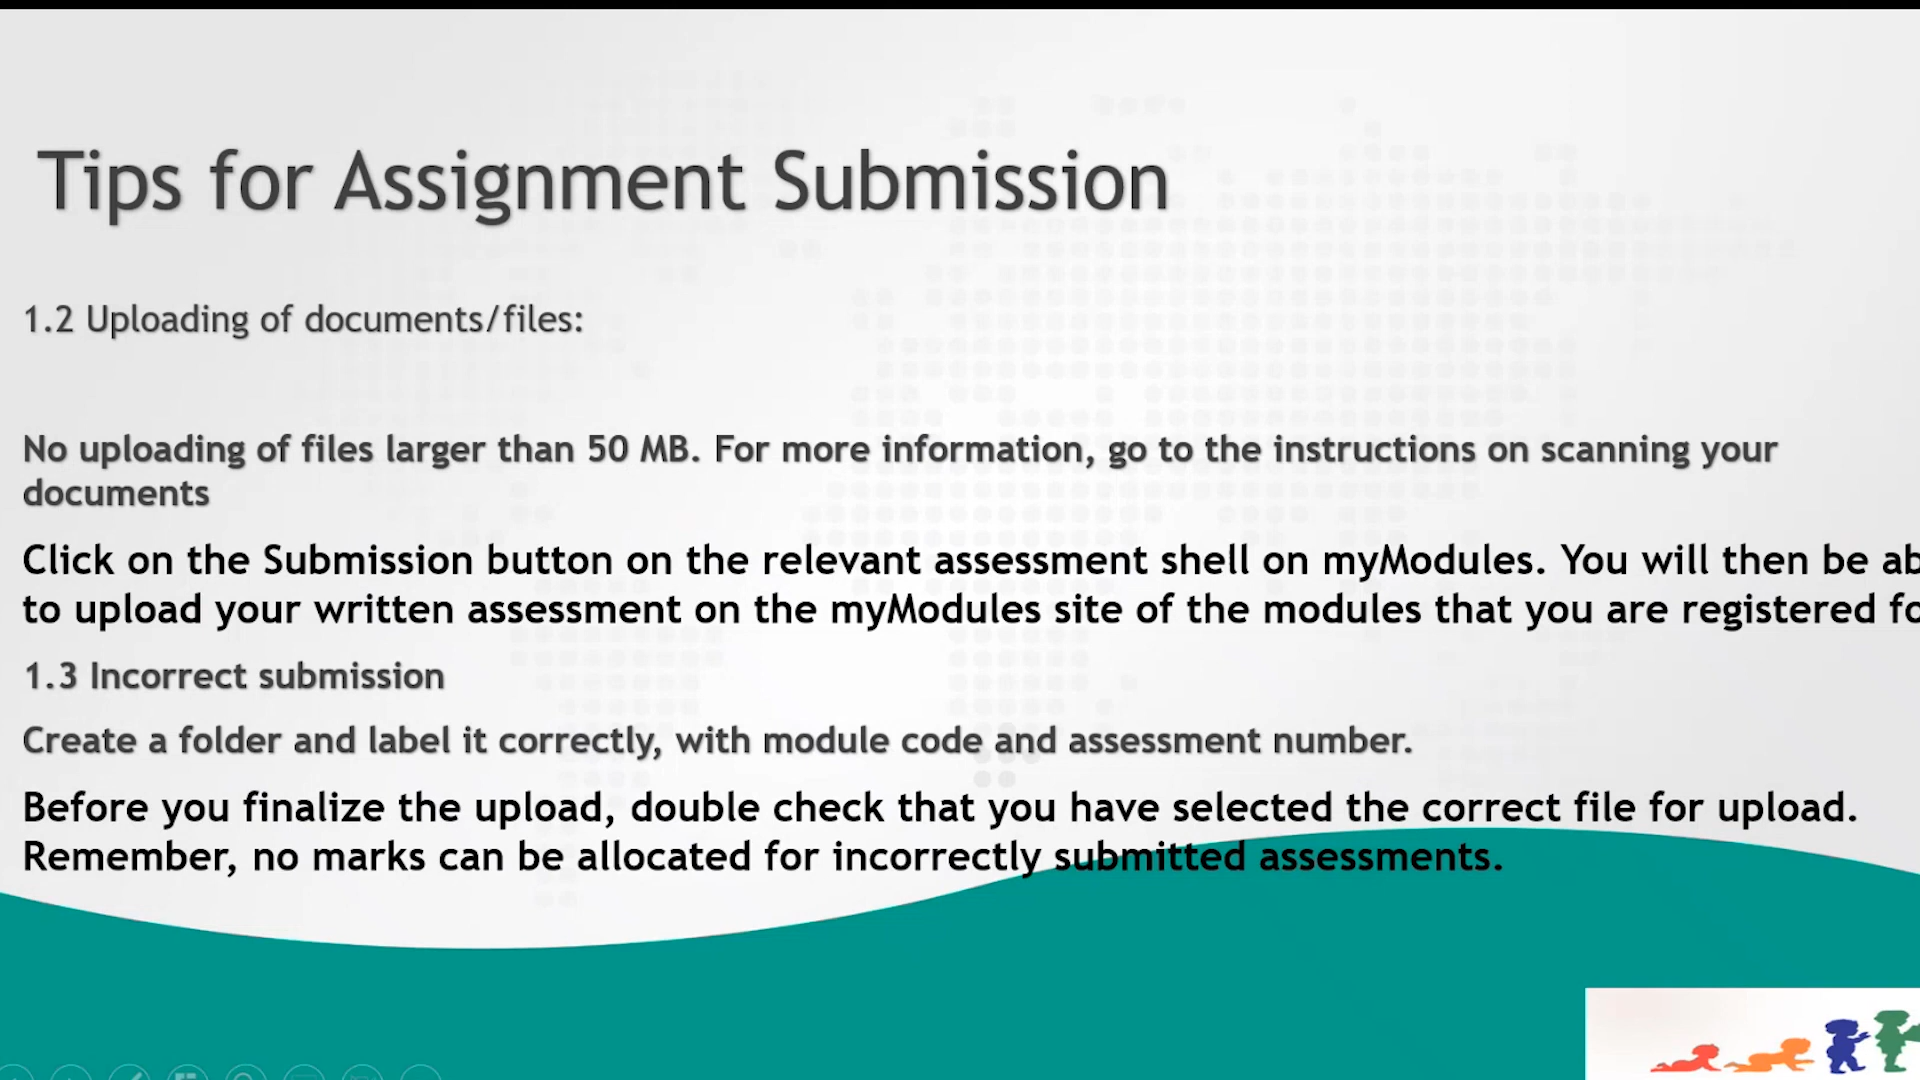 Tips for Assignment Submission
1.2 Uploading of documents/files:
No uploading of files larger than 50 MB. For more information, go to the instructions on scanning your
documents
Click on the Submission button on the relevant assessment shell on myModules. You will then be ab
to upload your written assessment on the myModules site of the modules that you are registered fo
1.3 Incorrect submission
Create a folder and label it correctly, with module code and assessment number.
Before you finalize the upload, double check that you have selected the correct file for upload.
Remember, no marks can be allocated for incorrectly submitted assessments.